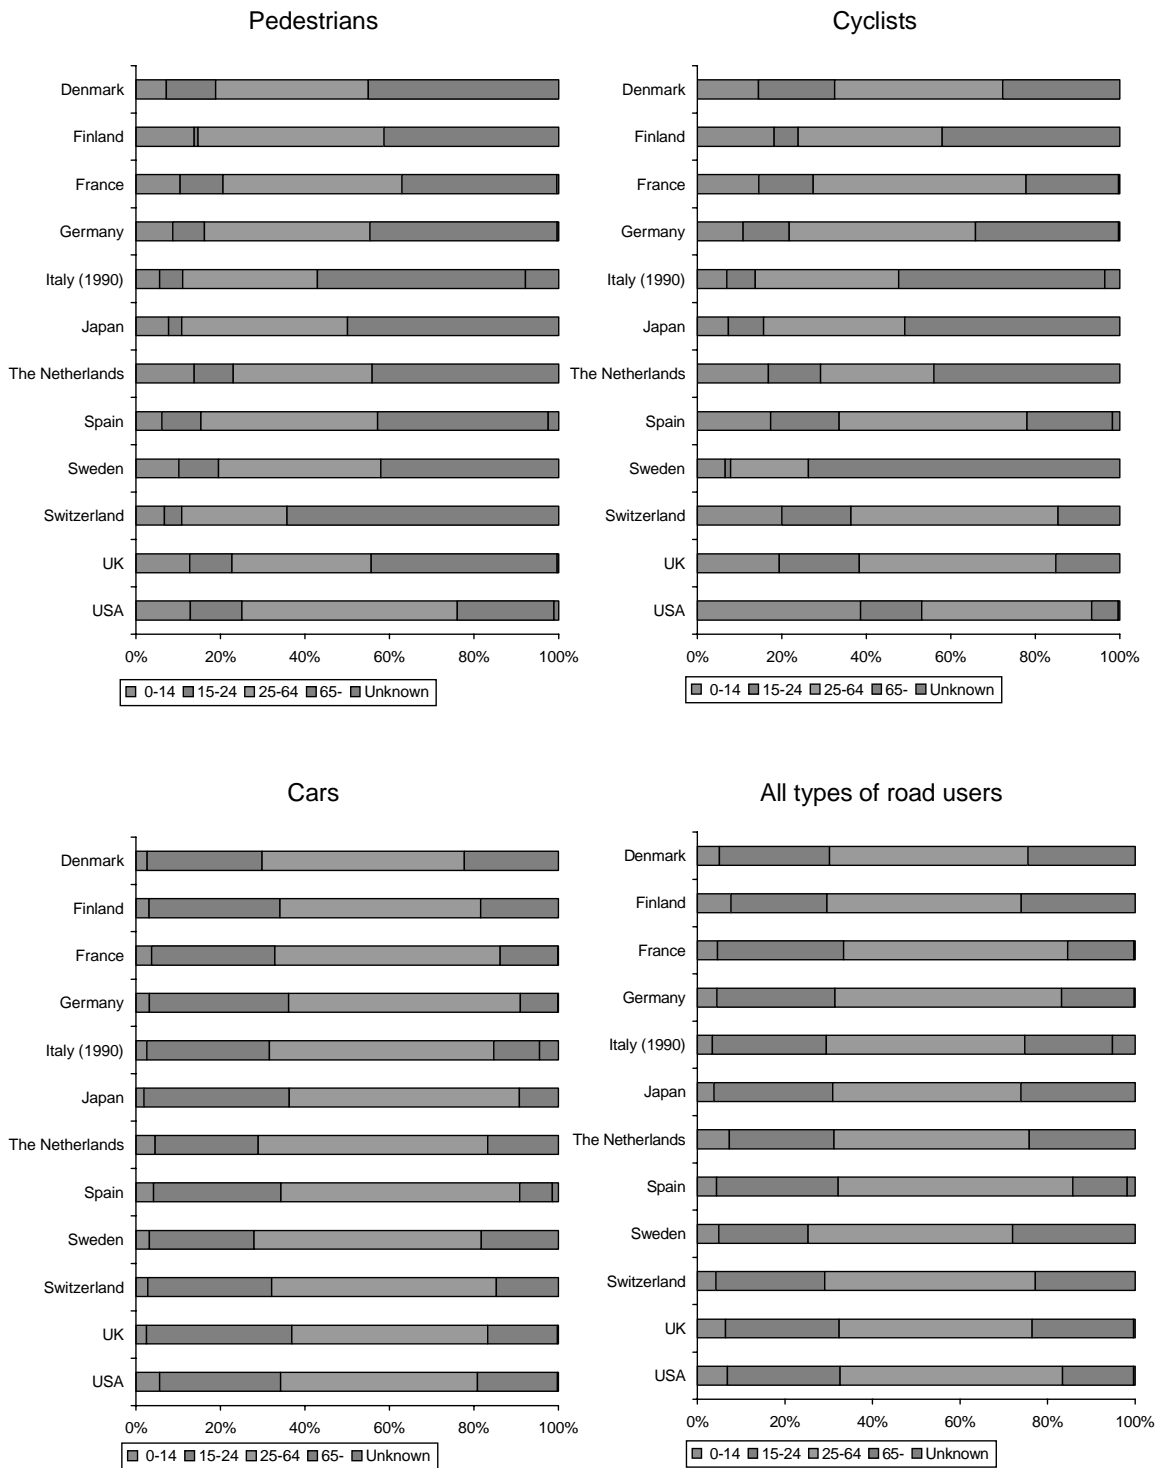 Pedestrians
Denmark
Finland
France
Germany
Italy (1990)
Japan
The Netherlands
Spain
Sweden
Switzerland
UK
USA
0% 20% 40% 60% 80% 100%
0-14 15-24 25-64 65- Unknown
Cyclists
Denmark
Finland
France
Germany
Italy (1990)
Japan
The Netherlands
Spain
Sweden
Switzerland
UK
USA
0% 20% 40% 60% 80% 100%
0-14 15-24 25-64 65- Unknown
Cars
Denmark
Finland
France
Germany
Italy (1990)
Japan
The Netherlands
Spain
Sweden
Switzerland
UK
USA
0% 20% 40% 60% 80% 100%
0-14 15-24 25-64 65- Unknown
All types of road users
Denmark
Finland
France
Germany
Italy (1990)
Japan
The Netherlands
Spain
Sweden
Switzerland
UK
USA
0% 20% 40% 60% 80% 100%
0-14 15-24 25-64 65- Unknown